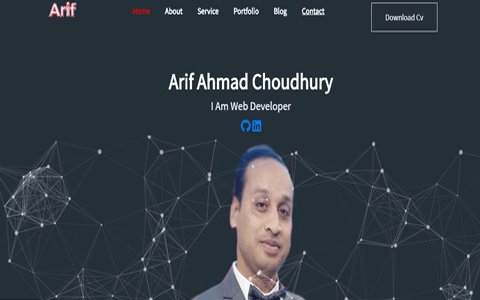 Arif
Home About Service Portfolio Blog Contact
Download Cv
Arif Ahmad Choudhury
I Am Web Developer